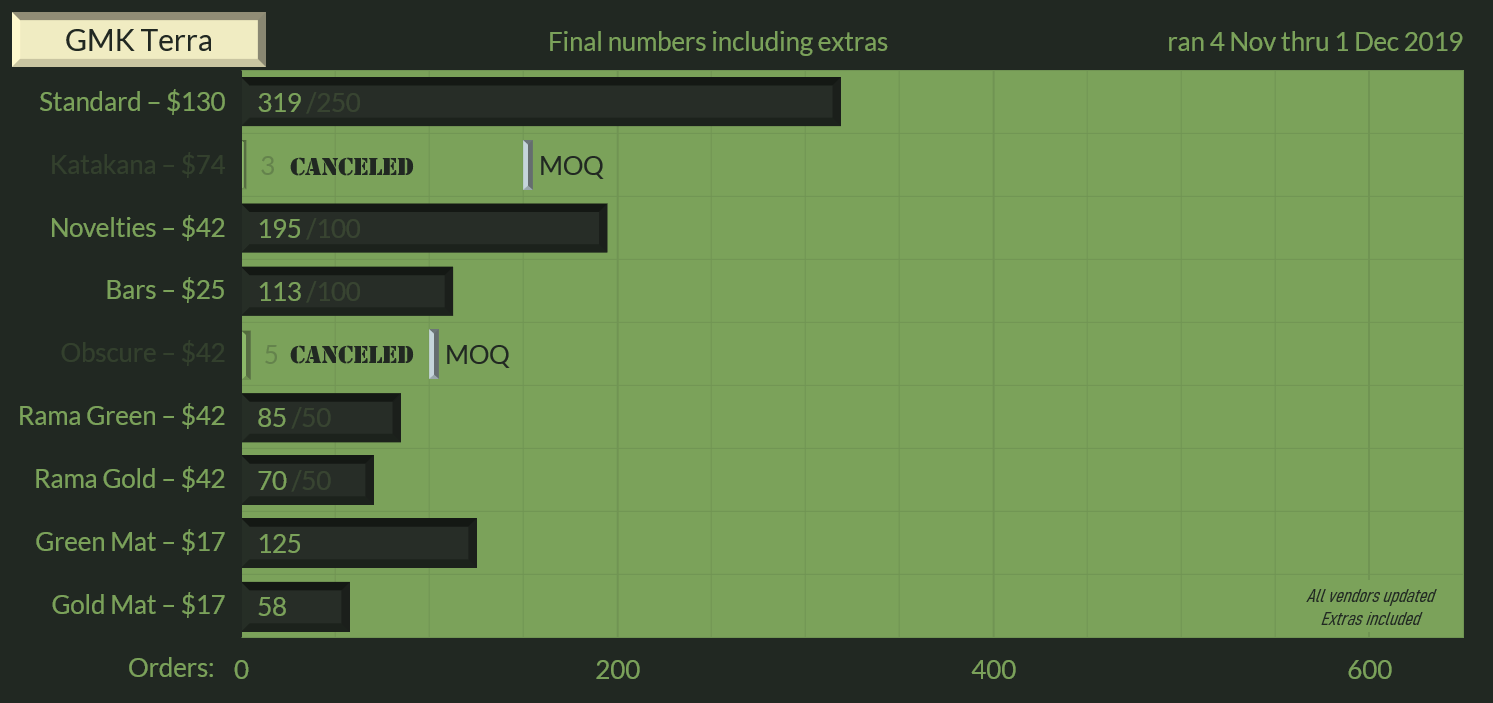 GMK Terra
Final numbers including extras
ran 4 Nov thru 1 Dec 2019
Standard – $130
319 /250
Katakana – $74
3 CANCELED
MOQ
Novelties – $42
195 /100
Bars – $25
113 /100
Obscure – $42
5 CANCELED
MOQ
Rama Green – $42
85 /50
Rama Gold – $42
70 /50
Green Mat – $17
125
Gold Mat – $17
58
All vendors updated
Extras included
Orders: 0 200 400 600